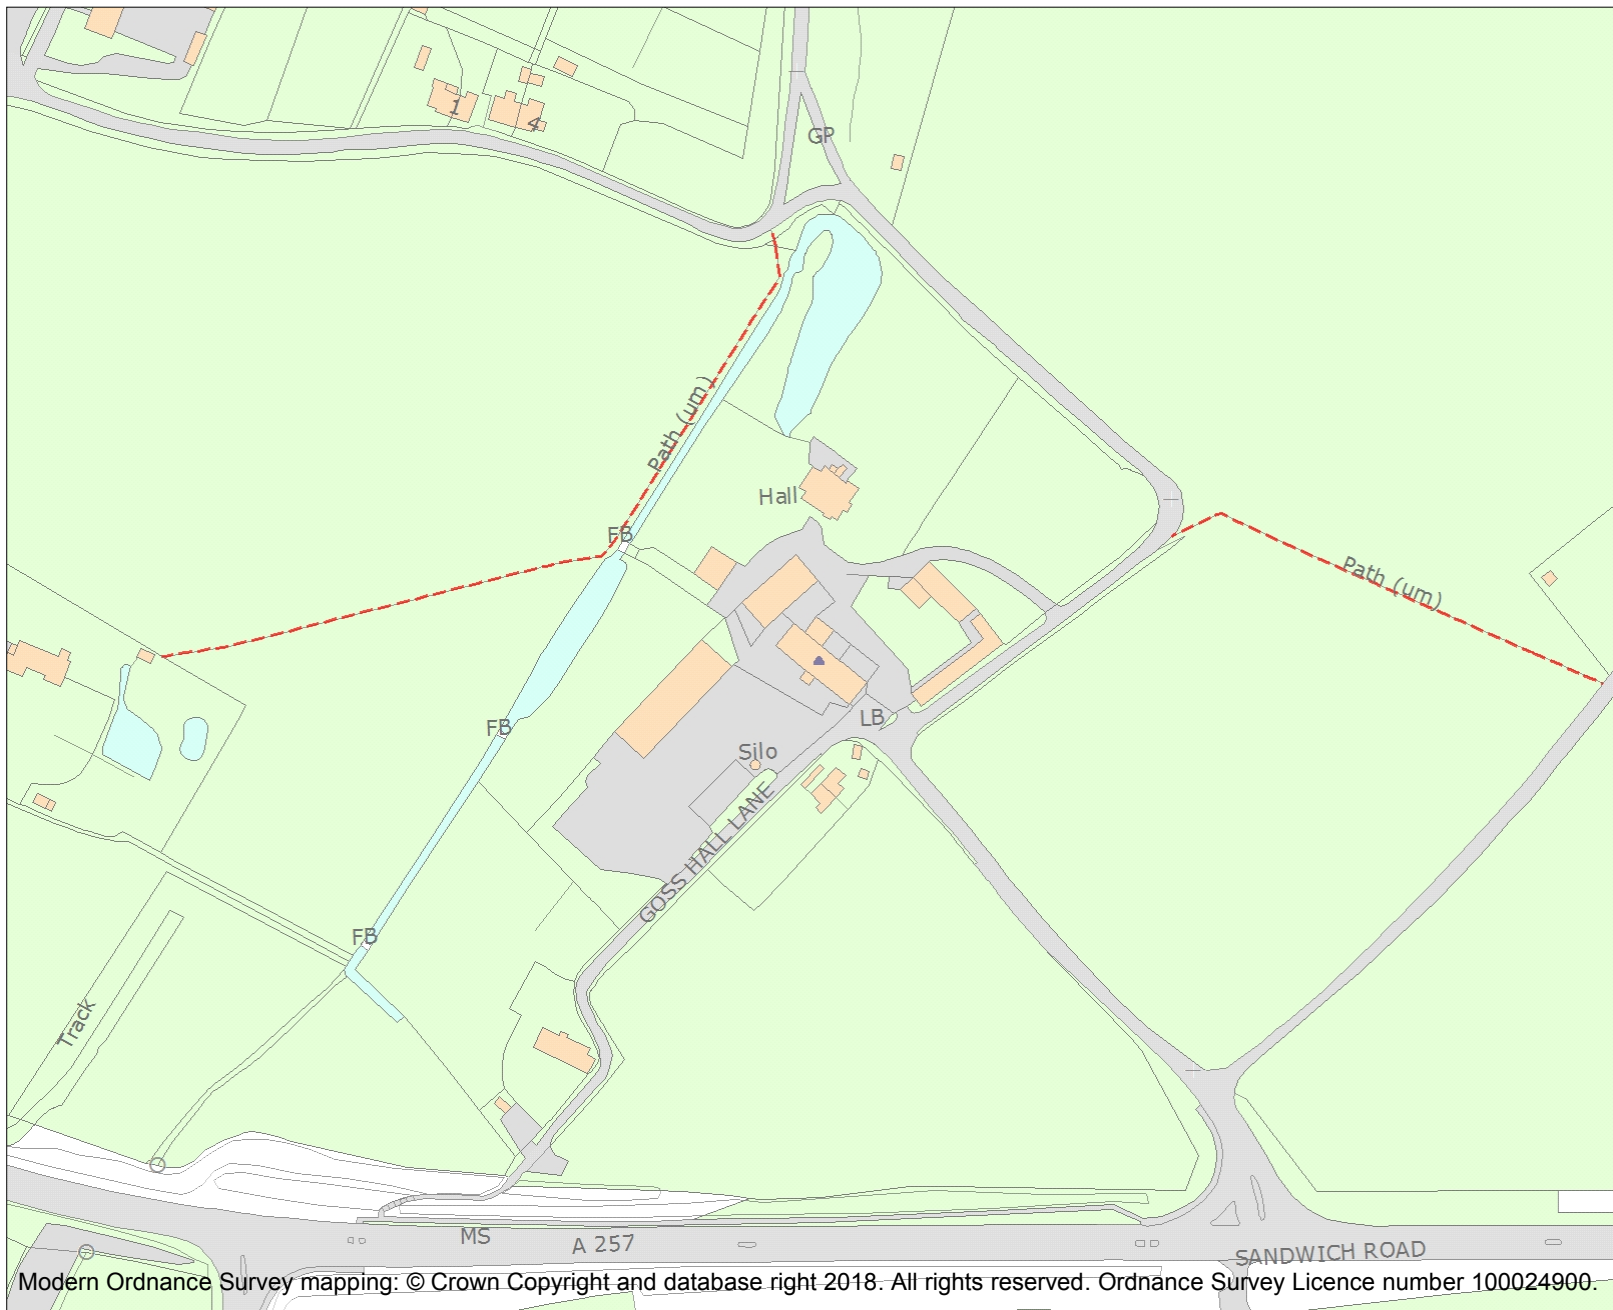 1
4
GP
Path (um)
Hall
FB
Path (um)
FB
LB
Silo
GOSS HALL LANE
FB
Track
MS
A 257
SANDWICH ROAD
Modern Ordnance Survey mapping: © Crown Copyright and database right 2018. All rights reserved. Ordnance Survey Licence number 100024900.